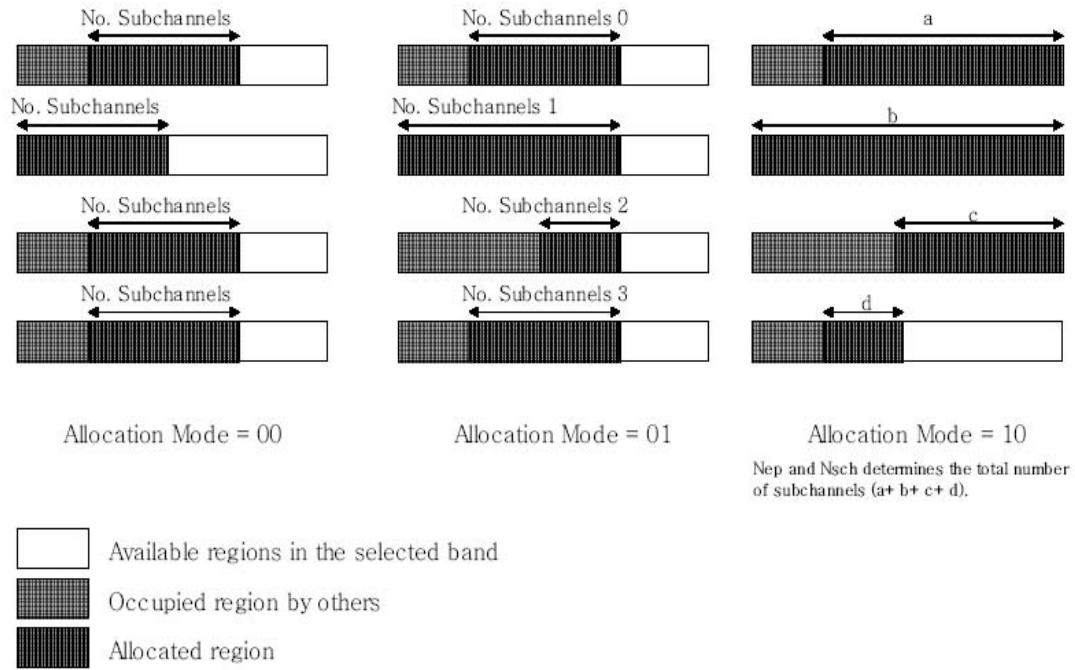 No. Subchannels
No. Subchannels 0
a
No. Subchannels
No. Subchannels 1
b
No. Subchannels
No. Subchannels 2
c
No. Subchannels
No. Subchannels 3
d
Allocation Mode = 00
Allocation Mode = 01
Allocation Mode = 10
Nep and Nsch determines the total number
of subchannels (a+ b+ c+ d).
Available regions in the selected band
Occupied region by others
Allocated region